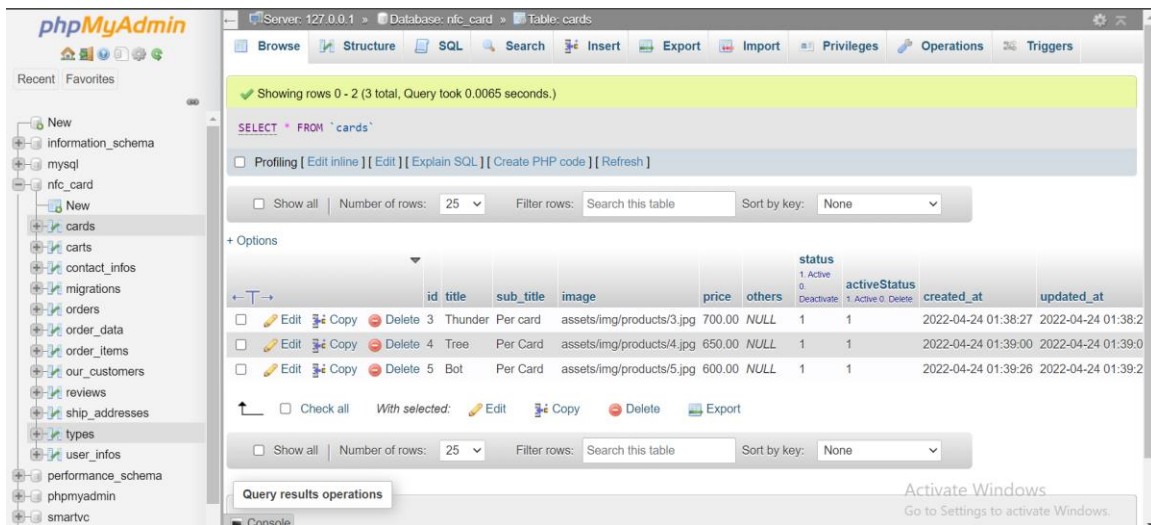 phpMyAdmin
Recent Favorites
New
information_schema
mysql
nfc_card
New
cards
carts
contact_infos
migrations
orders
order_data
order_items
our_customers
reviews
ship_addresses
types
user_infos
performance_schema
phpmyadmin
smartvc
Server: 127.0.0.1 » Database: nfc_card » Table: cards
Browse Structure SQL Search Insert Export Import Privileges Operations Triggers
Showing rows 0 - 2 (3 total, Query took 0.0065 seconds.)
SELECT * FROM `cards`
Profiling [ Edit inline ] [ Edit ] [ Explain SQL ] [ Create PHP code ] [ Refresh ]
Show all | Number of rows: 25 Filter rows: Search this table Sort by key: None
+ Options
←T→ id title sub_title image price others status 1. Active 0. Deactivate activeStatus 1. Active 0. Delete created_at updated_at
Edit Copy Delete 3 Thunder Per card assets/img/products/3.jpg 700.00 NULL 1 1 2022-04-24 01:38:27 2022-04-24 01:38:2
Edit Copy Delete 4 Tree Per Card assets/img/products/4.jpg 650.00 NULL 1 1 2022-04-24 01:39:00 2022-04-24 01:39:0
Edit Copy Delete 5 Bot Per Card assets/img/products/5.jpg 600.00 NULL 1 1 2022-04-24 01:39:26 2022-04-24 01:39:2
Check all With selected: Edit Copy Delete Export
Show all | Number of rows: 25 Filter rows: Search this table Sort by key: None
Query results operations
Console
Activate Windows
Go to Settings to activate Windows.